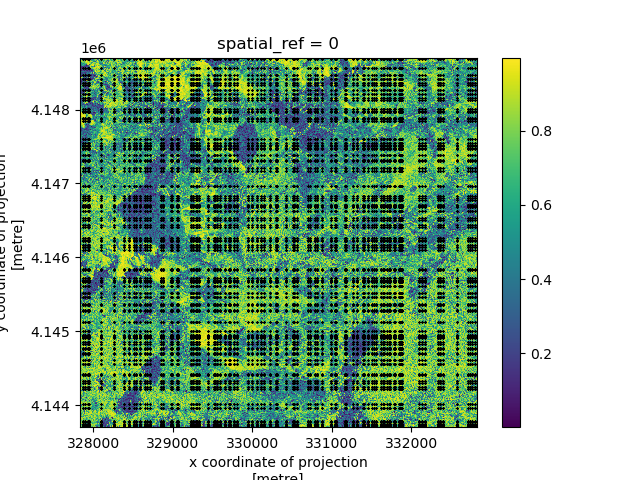 spatial_ref = 0
1e6
4.148
4.147
4.146
4.145
4.144
y coordinate of projection
[metre]
328000 329000 330000 331000 332000
x coordinate of projection
[metre]
0.8
0.6
0.4
0.2